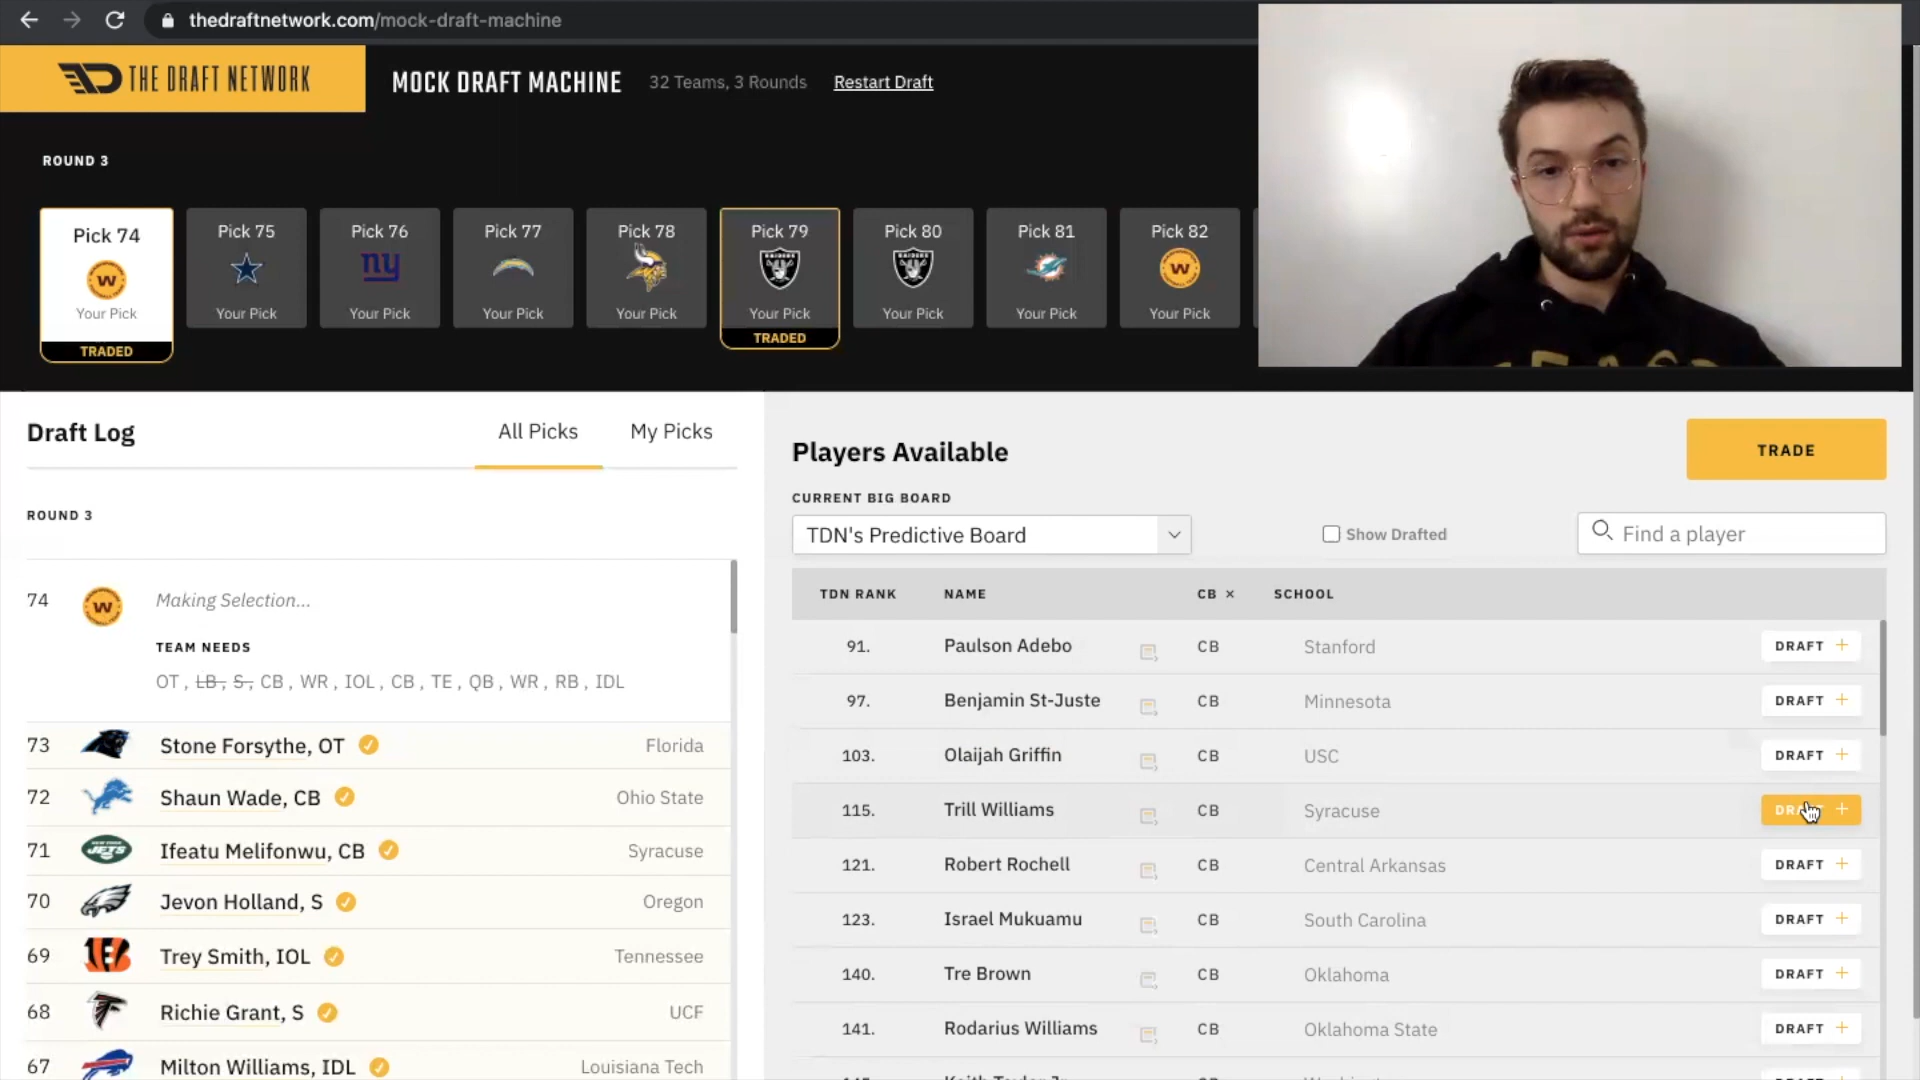 thedraftnetwork.com/mock-draft-machine
THE DRAFT NETWORK
MOCK DRAFT MACHINE
32 Teams, 3 Rounds
Restart Draft
ROUND 3
Pick 74
W
Your Pick
TRADED
Pick 75
Your Pick
Pick 76
ny
Your Pick
Pick 77
Your Pick
Pick 78
Your Pick
Pick 79
RAIDERS
Your Pick
TRADED
Pick 80
RAIDERS
Your Pick
Pick 81
Your Pick
Pick 82
W
Your Pick
Draft Log
All Picks
My Picks
ROUND 3
74
W
Making Selection...
TEAM NEEDS
OT , LB , S , CB , WR , IOL , CB , TE , QB , WR , RB , IDL
73 Stone Forsythe, OT Florida
72 Shaun Wade, CB Ohio State
71 JETS Ifeatu Melifonwu, CB Syracuse
70 Jevon Holland, S Oregon
69 Trey Smith, IOL Tennessee
68 Richie Grant, S UCF
67 Milton Williams, IDL Louisiana Tech
Players Available
TRADE
CURRENT BIG BOARD
TDN's Predictive Board
Show Drafted
Find a player
TDN RANK NAME CB × SCHOOL
91. Paulson Adebo CB Stanford DRAFT +
97. Benjamin St-Juste CB Minnesota DRAFT +
103. Olaijah Griffin CB USC DRAFT +
115. Trill Williams CB Syracuse DRAFT +
121. Robert Rochell CB Central Arkansas DRAFT +
123. Israel Mukuamu CB South Carolina DRAFT +
140. Tre Brown CB Oklahoma DRAFT +
141. Rodarius Williams CB Oklahoma State DRAFT +